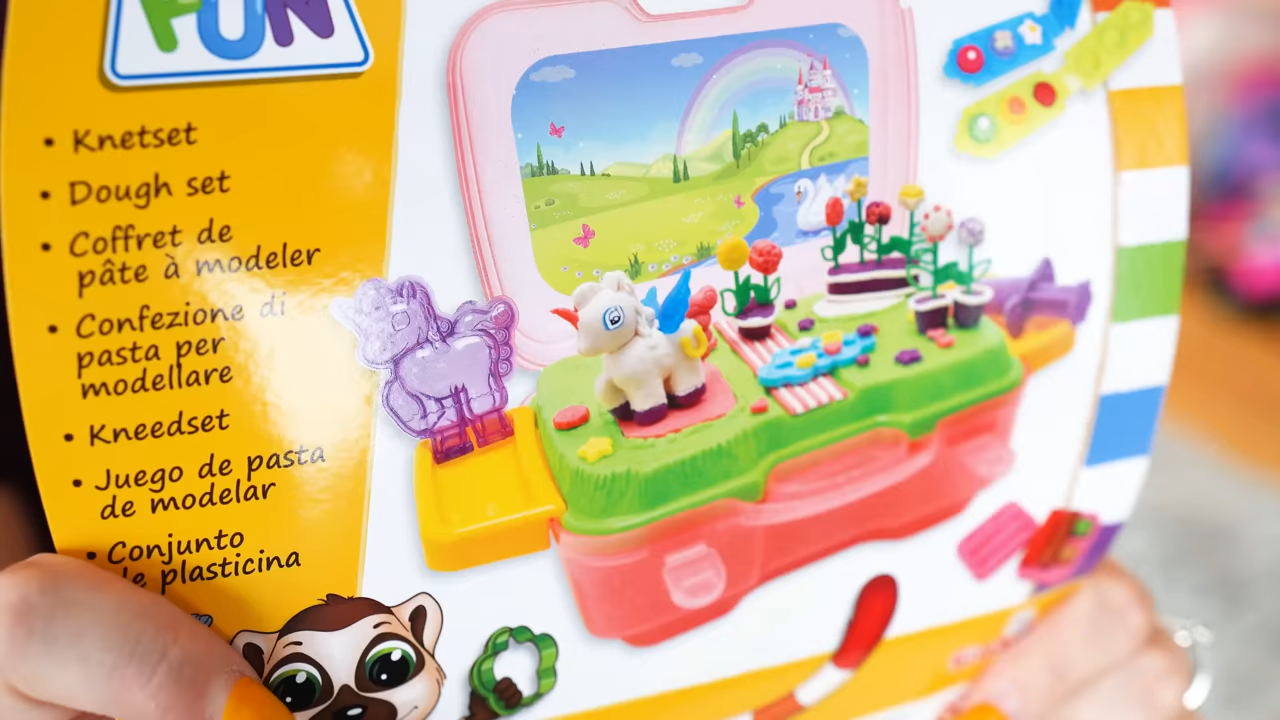 FUN
• Knetset
• Dough set
• Coffret de
pâte à modeler
• Confezione di
pasta per
modellare
• Kneedset
• Juego de pasta
de modelar
• Conjunto
de plasticina